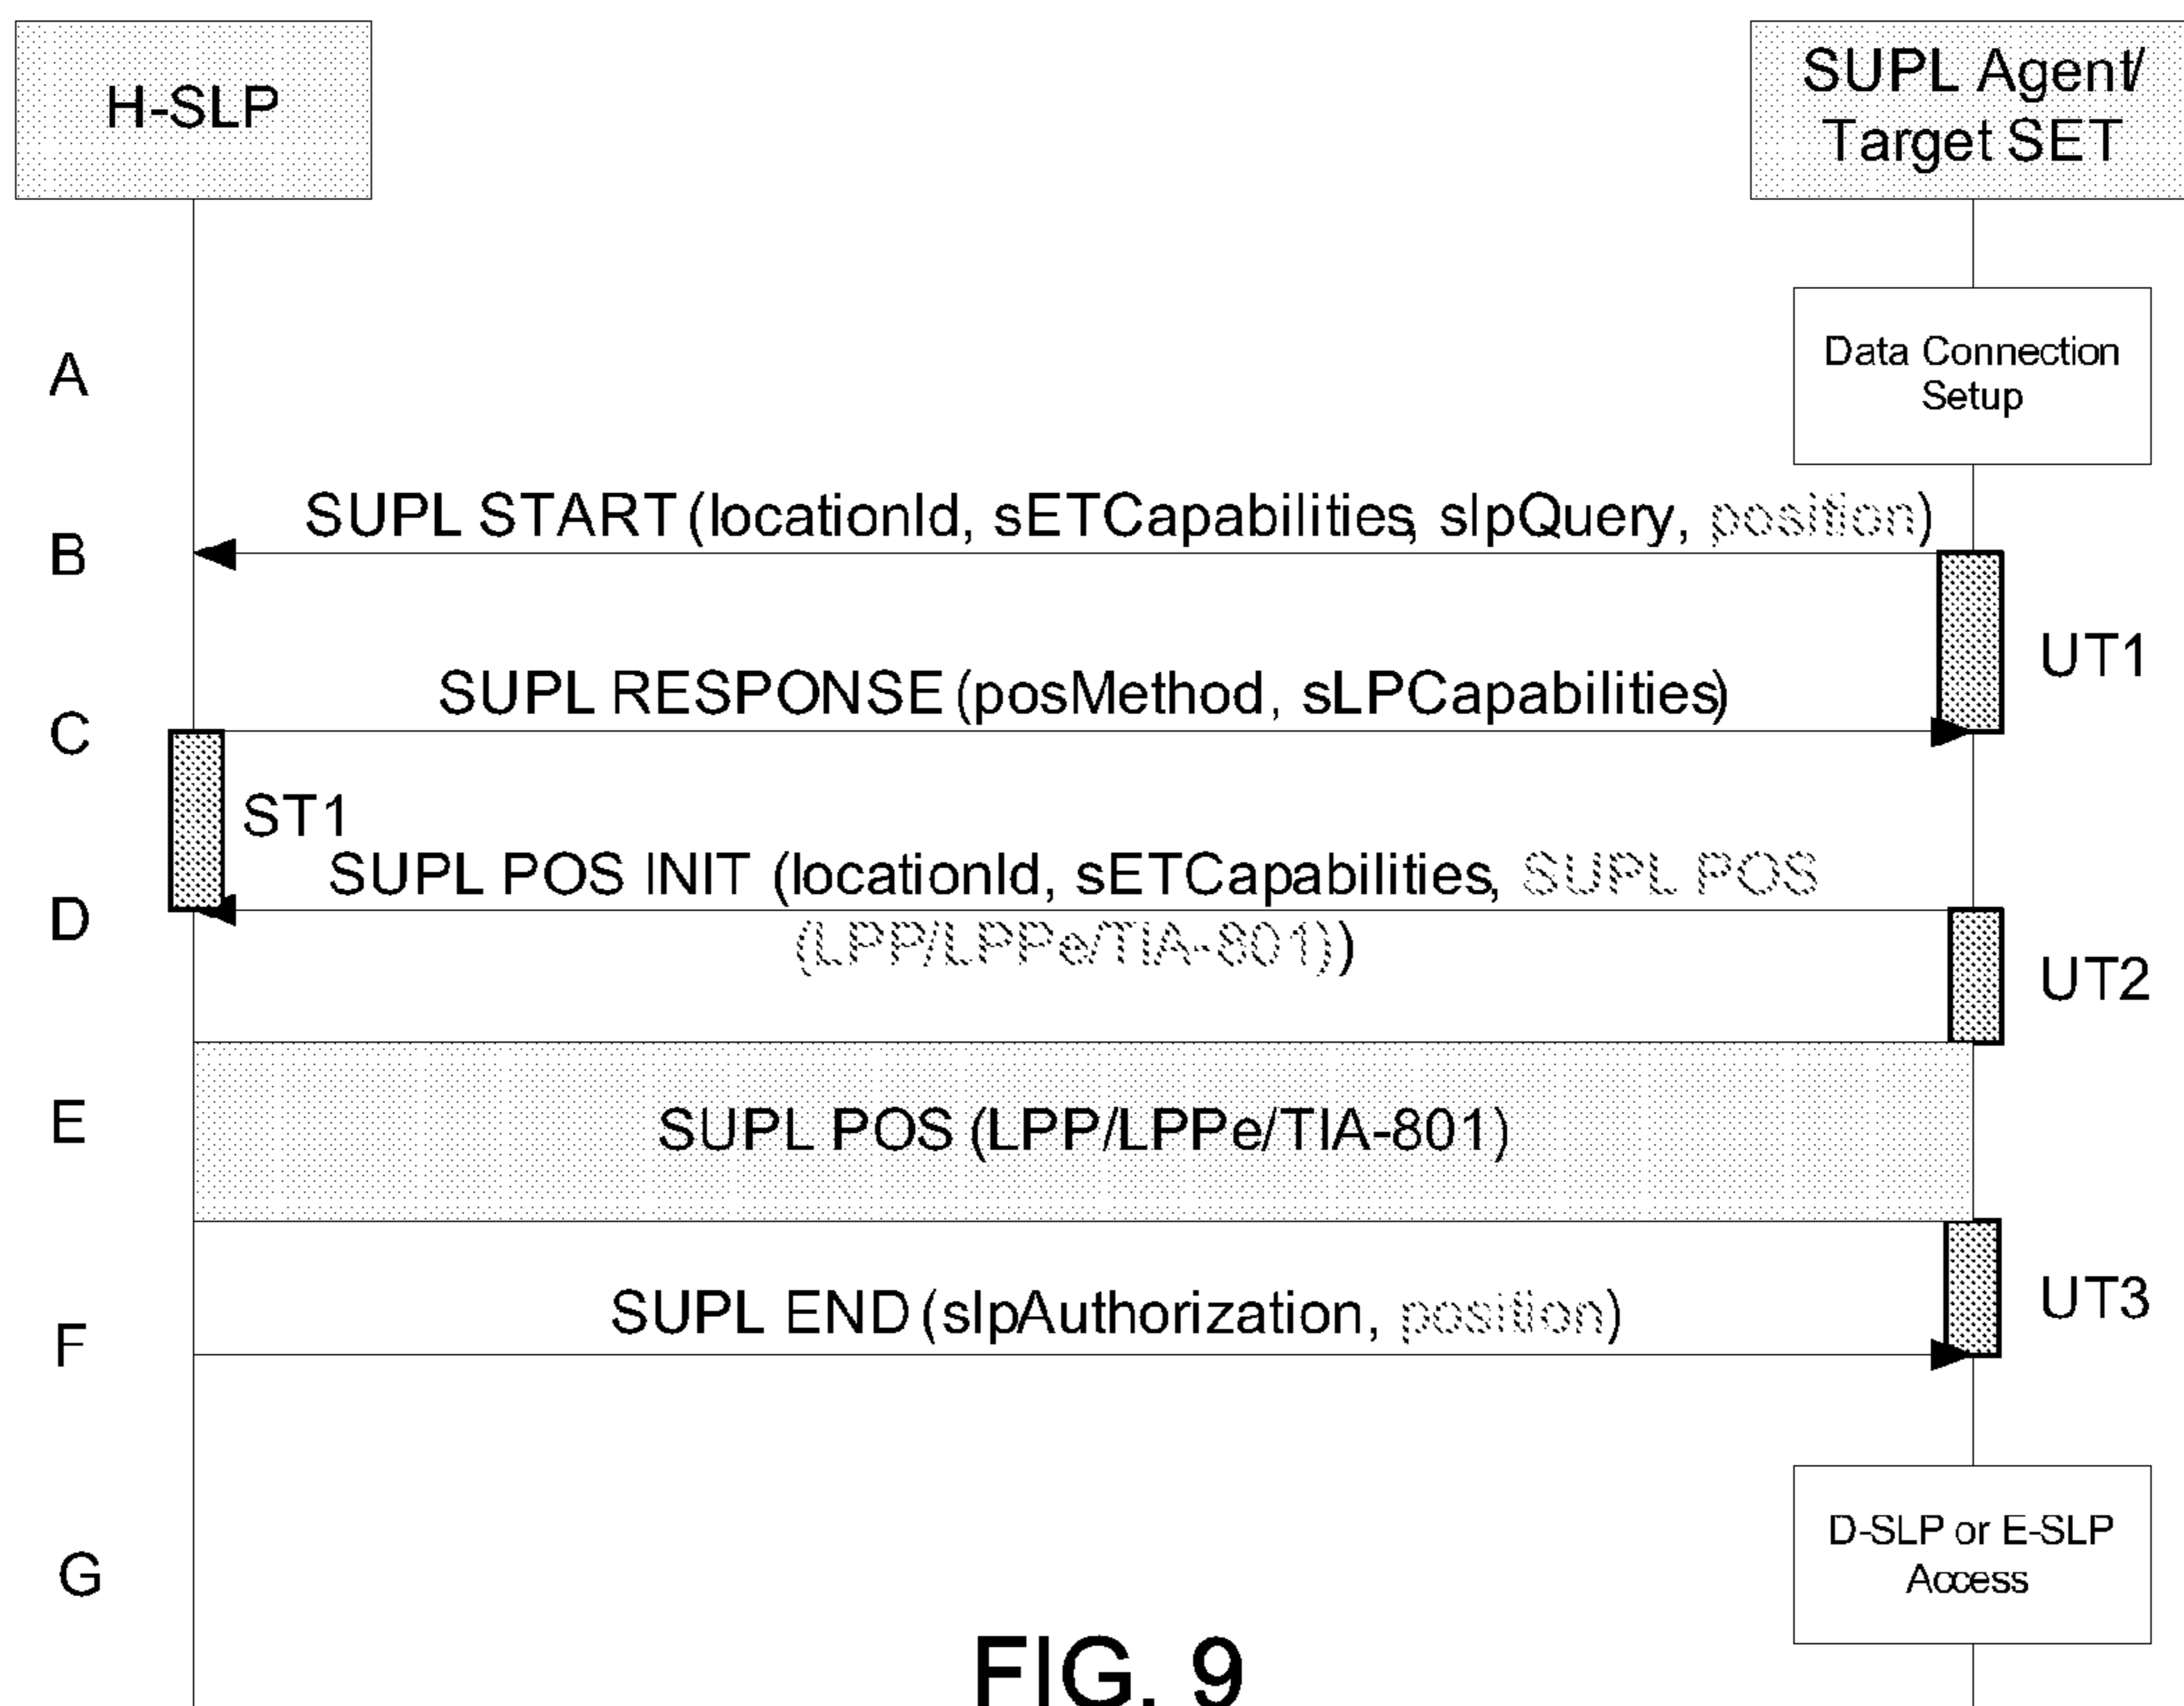 H-SLP
SUPL Agent/
Target SET
A
Data Connection
Setup
B
SUPL START (locationId, sETCapabilities, slpQuery, position)
UT1
C
SUPL RESPONSE (posMethod, sLPCapabilities)
ST1
D
SUPL POS INIT (locationId, sETCapabilities, SUPL POS
(LPP/LPPe/TIA-801))
UT2
E
SUPL POS (LPP/LPPe/TIA-801)
F
SUPL END (slpAuthorization, position)
UT3
G
D-SLP or E-SLP
Access
FIG. 9